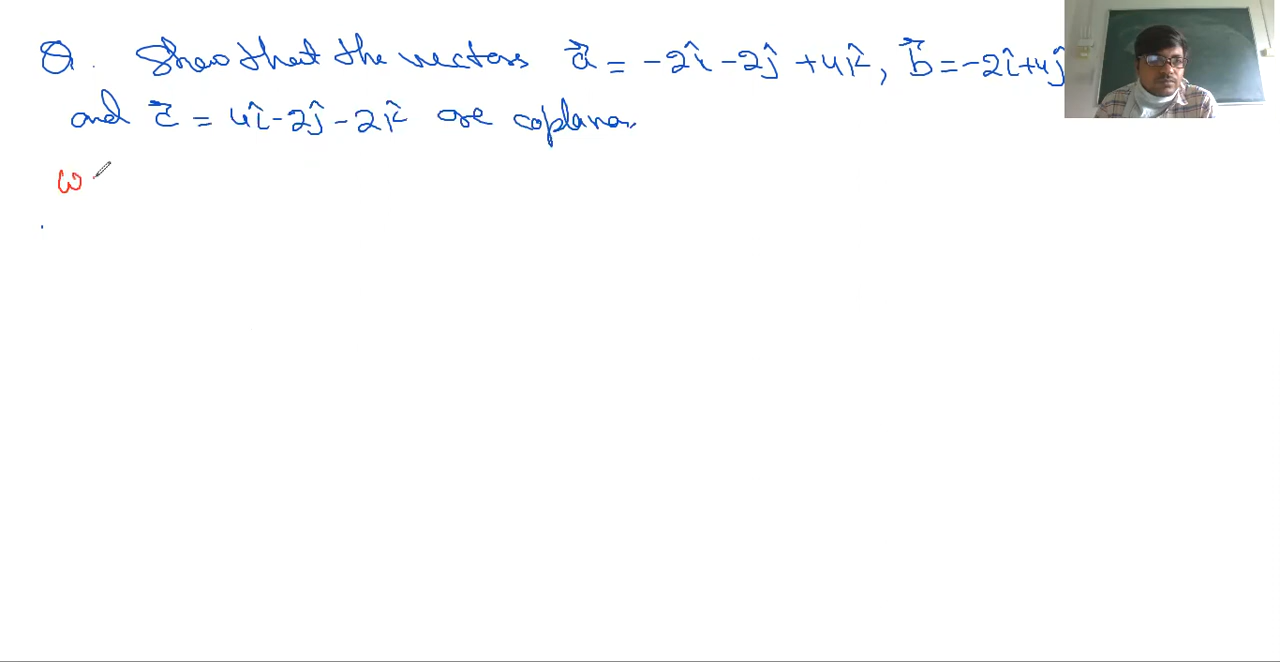 Q. Show that the vectors a⃗ = -2î -2ĵ +4k̂, b⃗ = -2î+4ĵ
and c⃗ = 4î-2ĵ-2k̂ are coplanar.
w